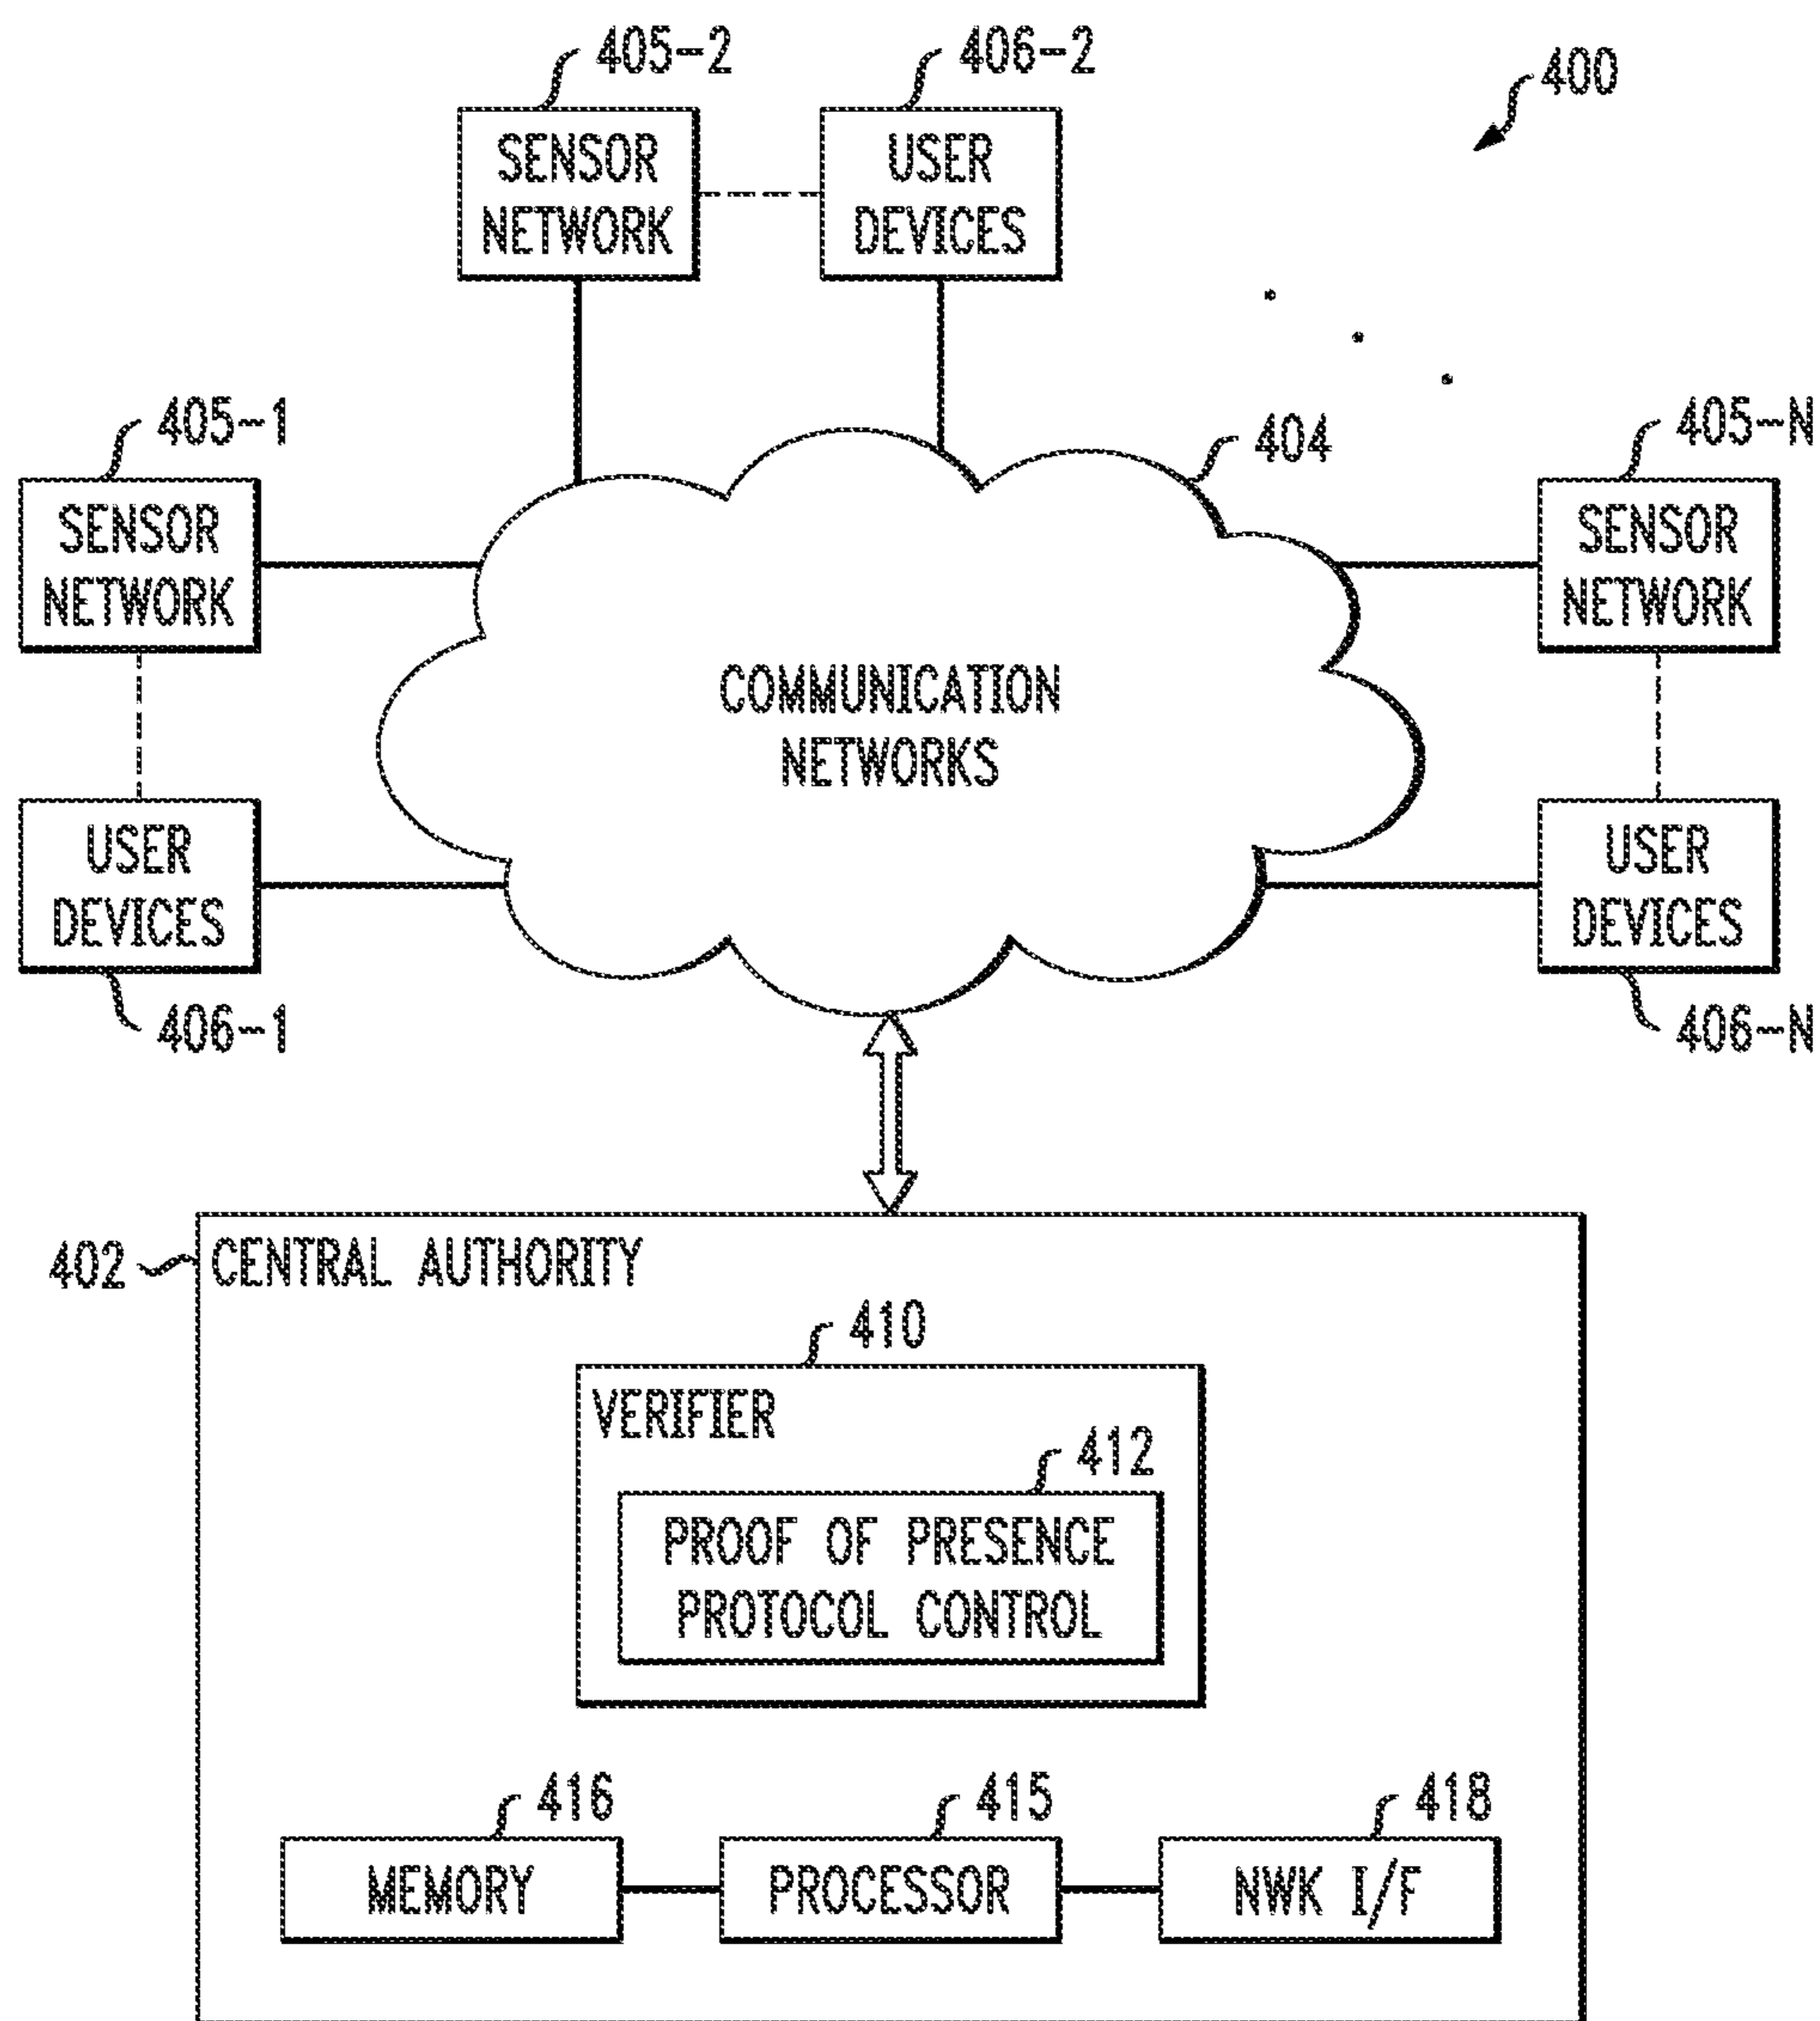 405-2
406-2
400
SENSOR
NETWORK
USER
DEVICES
405-1
404
405-N
SENSOR
NETWORK
SENSOR
NETWORK
COMMUNICATION
NETWORKS
USER
DEVICES
USER
DEVICES
406-1
406-N
402
CENTRAL AUTHORITY
410
VERIFIER
412
PROOF OF PRESENCE
PROTOCOL CONTROL
416
415
418
MEMORY
PROCESSOR
NWK I/F